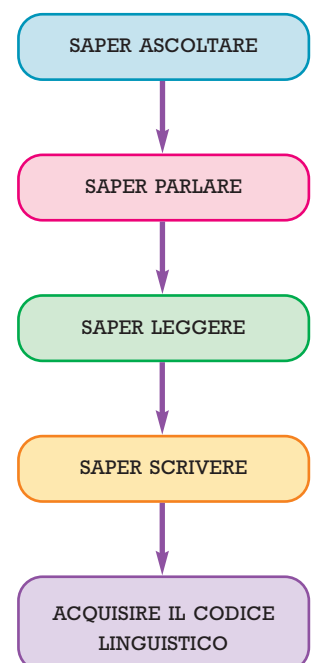 SAPER ASCOLTARE
SAPER PARLARE
SAPER LEGGERE
SAPER SCRIVERE
ACQUISIRE IL CODICE
LINGUISTICO